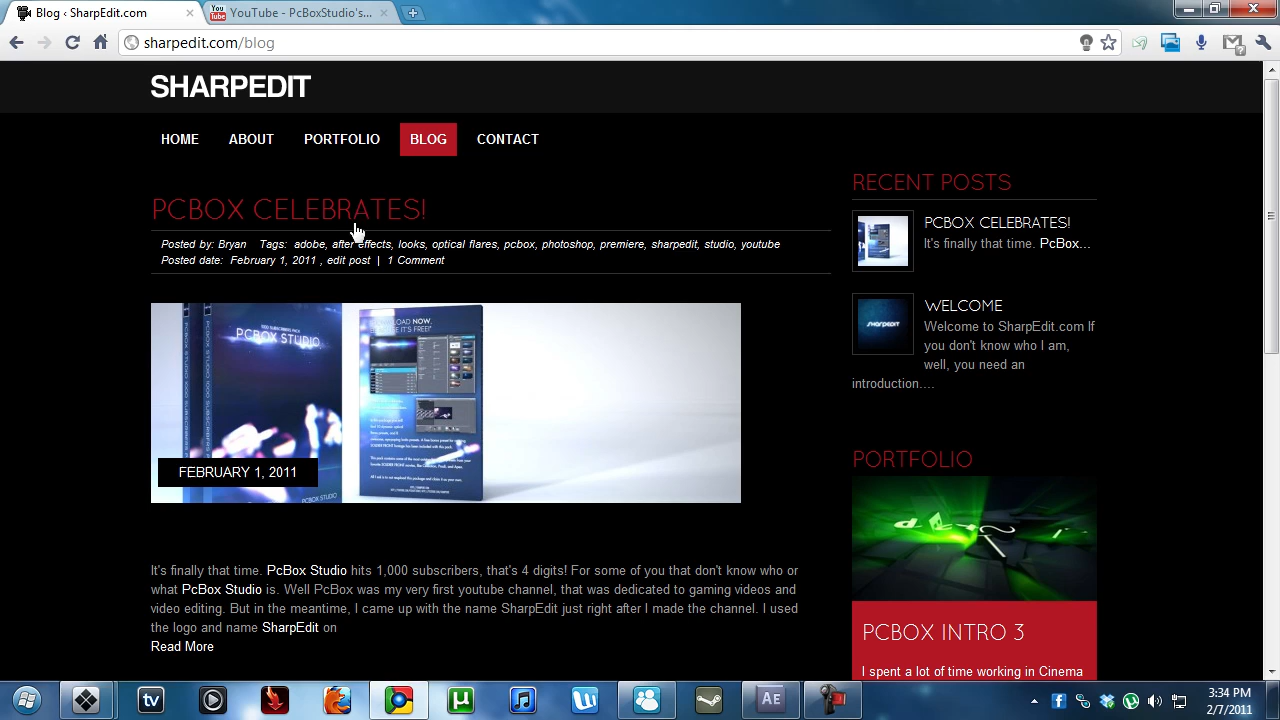 Blog ‹ SharpEdit.com
YouTube - PcBoxStudio's...
sharpedit.com/blog
SHARPEDIT
HOME ABOUT PORTFOLIO BLOG CONTACT
PCBOX CELEBRATES!
Posted by: Bryan Tags: adobe, after effects, looks, optical flares, pcbox, photoshop, premiere, sharpedit, studio, youtube
Posted date: February 1, 2011 , edit post | 1 Comment
PCBOX STUDIO
FEBRUARY 1, 2011
It's finally that time. PcBox Studio hits 1,000 subscribers, that's 4 digits! For some of you that don't know who or
what PcBox Studio is. Well PcBox was my very first youtube channel, that was dedicated to gaming videos and
video editing. But in the meantime, I came up with the name SharpEdit just right after I made the channel. I used
the logo and name SharpEdit on
Read More
RECENT POSTS
PCBOX CELEBRATES!
It's finally that time. PcBox...
WELCOME
SHARPEDIT
Welcome to SharpEdit.com If
you don't know who I am,
well, you need an
introduction....
PORTFOLIO
PCBOX INTRO 3
I spent a lot of time working in Cinema
tv
AE
3:34 PM
2/7/2011